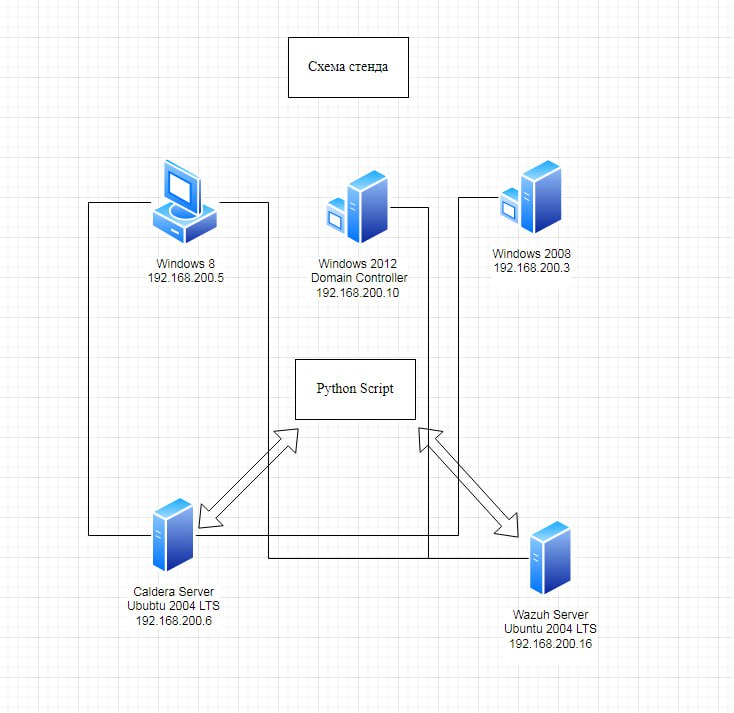 Схема стенда
Windows 8
192.168.200.5
Windows 2012
Domain Controller
192.168.200.10
Windows 2008
192.168.200.3
Python Script
Caldera Server
Ububtu 2004 LTS
192.168.200.6
Wazuh Server
Ubuntu 2004 LTS
192.168.200.16